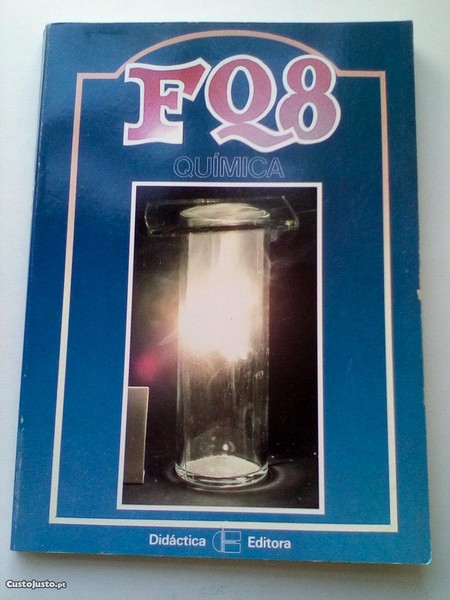 FQ8
QUÍMICA
Didáctica Editora
CustoJusto.pt